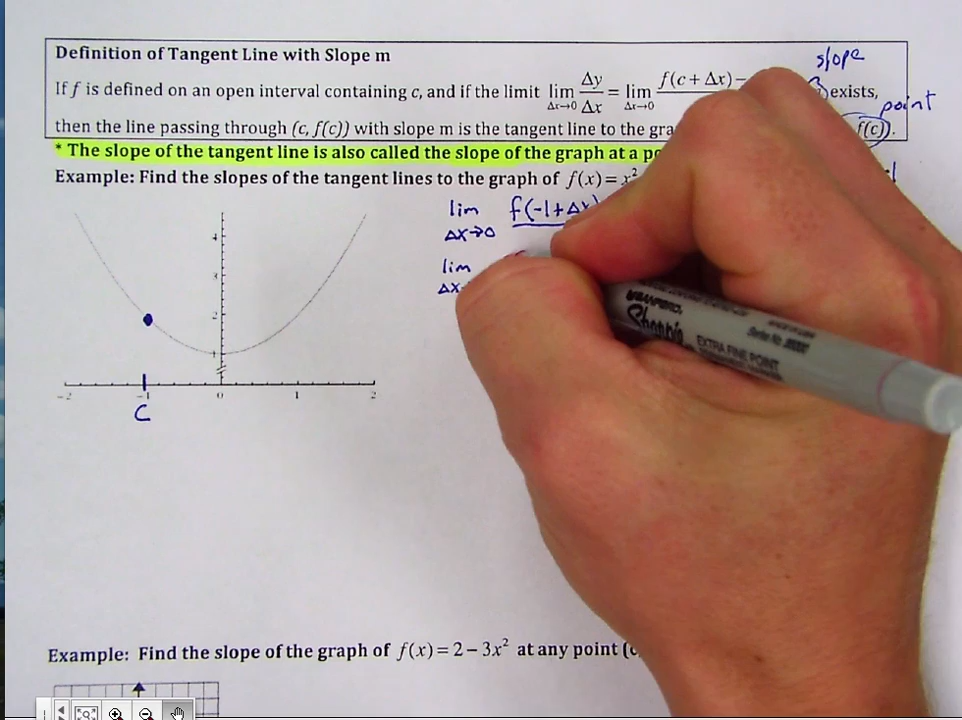 Definition of Tangent Line with Slope m
slope
If f is defined on an open interval containing c, and if the limit lim Δx→0 Δy/Δx = lim Δx→0 f(c + Δx) − exists,
point
then the line passing through (c, f(c)) with slope m is the tangent line to the f(c)).
* The slope of the tangent line is also called the slope of the graph at a
Example: Find the slopes of the tangent lines to the graph of f(x) = x²
lim Δx→0 f(-1+Δx)
lim
4
3
2
1
-2 -1 0 1 2
C
Sharpie
EXTRA FINE POINT
Example: Find the slope of the graph of f(x) = 2 − 3x² at any point (c,